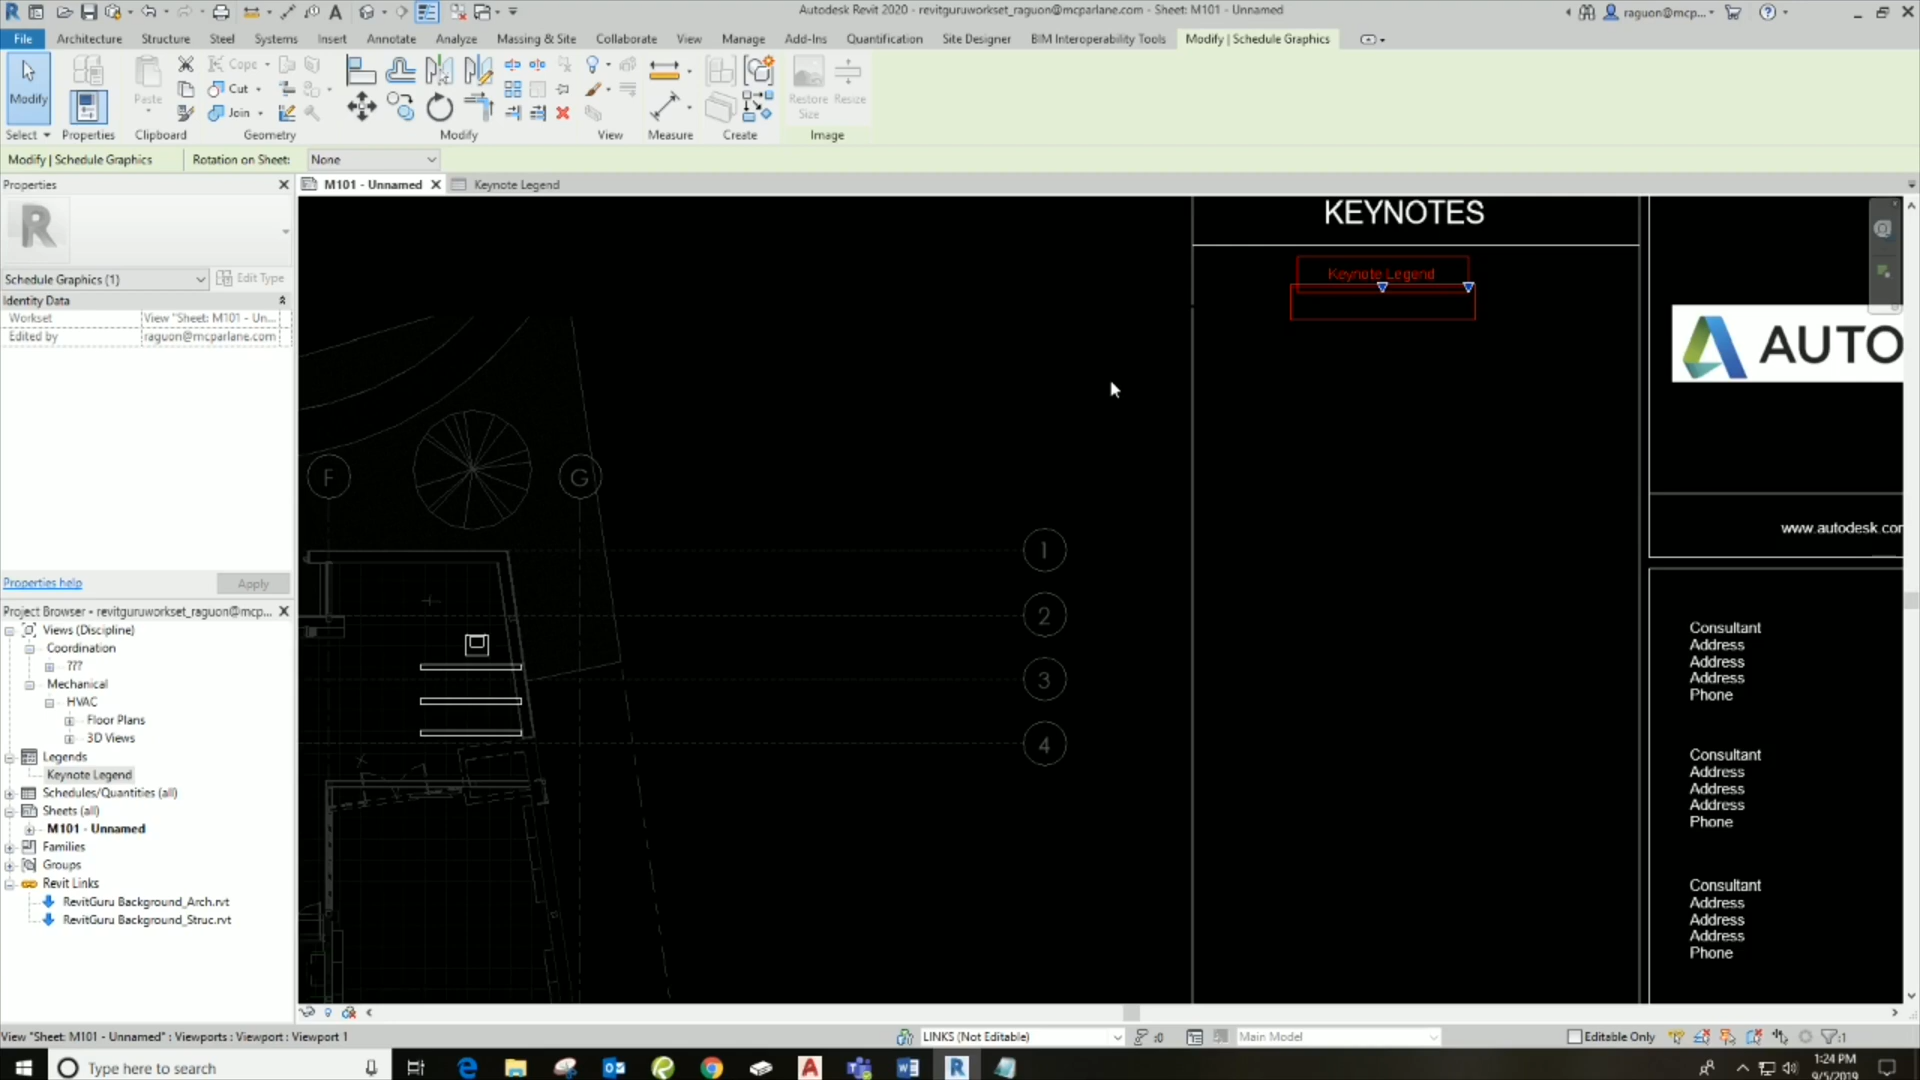 Autodesk Revit 2020 - revitguruworkset_raguon@mcparlane.com - Sheet: M101 - Unnamed
raguon@mcp...
File Architecture Structure Steel Systems Insert Annotate Analyze Massing & Site Collaborate View Manage Add-Ins Quantification Site Designer BIM Interoperability Tools Modify | Schedule Graphics
Modify
Paste
Cope
Cut
Join
Restore Size
Resize
Select Properties Clipboard Geometry Modify View Measure Create Image
Modify | Schedule Graphics Rotation on Sheet: None
Properties
M101 - Unnamed
Keynote Legend
R
Schedule Graphics (1)
Edit Type
Identity Data
Workset View "Sheet: M101 - Un...
Edited by raguon@mcparlane.com
Properties help
Apply
Project Browser - revitguruworkset_raguon@mcp...
Views (Discipline)
Coordination
???
Mechanical
HVAC
Floor Plans
3D Views
Legends
Keynote Legend
Schedules/Quantities (all)
Sheets (all)
M101 - Unnamed
Families
Groups
Revit Links
RevitGuru Background_Arch.rvt
RevitGuru Background_Struc.rvt
KEYNOTES
Keynote Legend
F
G
1
2
3
4
AUTO
www.autodesk.cor
Consultant
Address
Address
Address
Phone
Consultant
Address
Address
Address
Phone
Consultant
Address
Address
Address
Phone
View "Sheet: M101 - Unnamed" : Viewports : Viewport : Viewport 1
LINKS (Not Editable)
:0
Main Model
Editable Only
:1
Type here to search
1:24 PM
9/5/2019